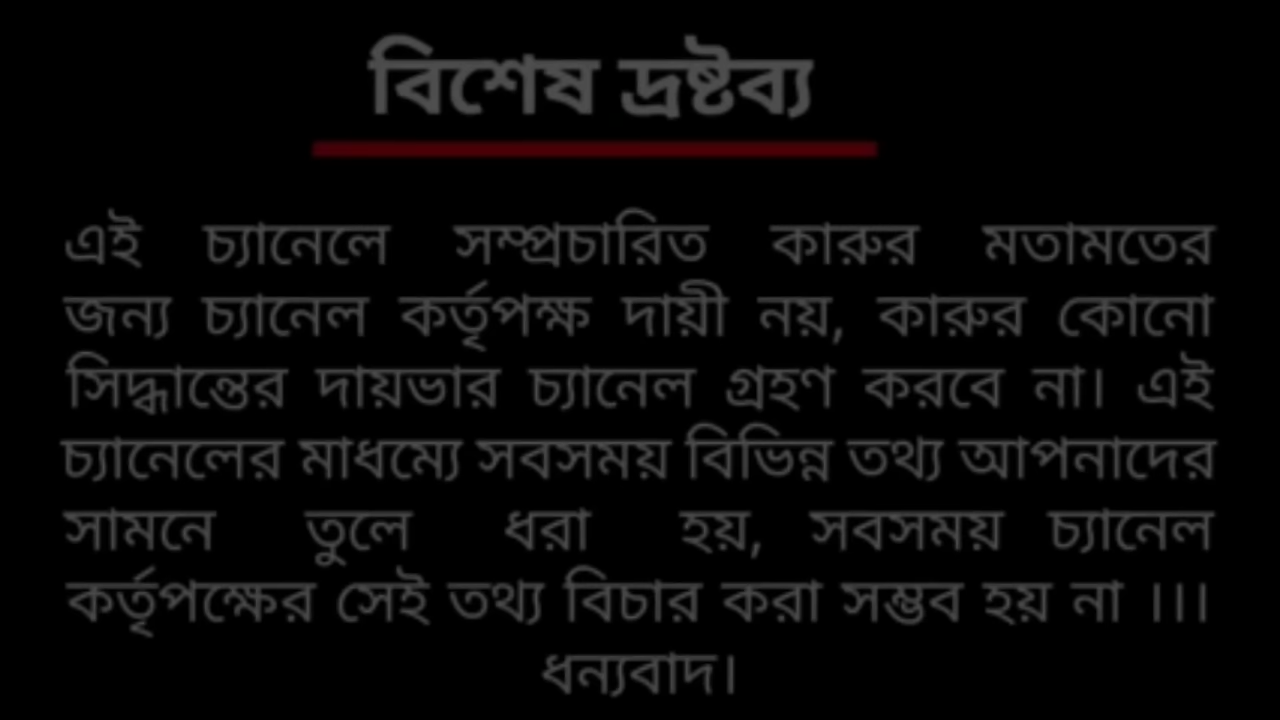 বিশেষ দ্রষ্টব্য
এই চ্যানেলে সম্প্রচারিত কারুর মতামতের
জন্য চ্যানেল কর্তৃপক্ষ দায়ী নয়, কারুর কোনো
সিদ্ধান্তের দায়ভার চ্যানেল গ্রহণ করবে না। এই
চ্যানেলের মাধম্যে সবসময় বিভিন্ন তথ্য আপনাদের
সামনে তুলে ধরা হয়, সবসময় চ্যানেল
কর্তৃপক্ষের সেই তথ্য বিচার করা সম্ভব হয় না ।।।
ধন্যবাদ।